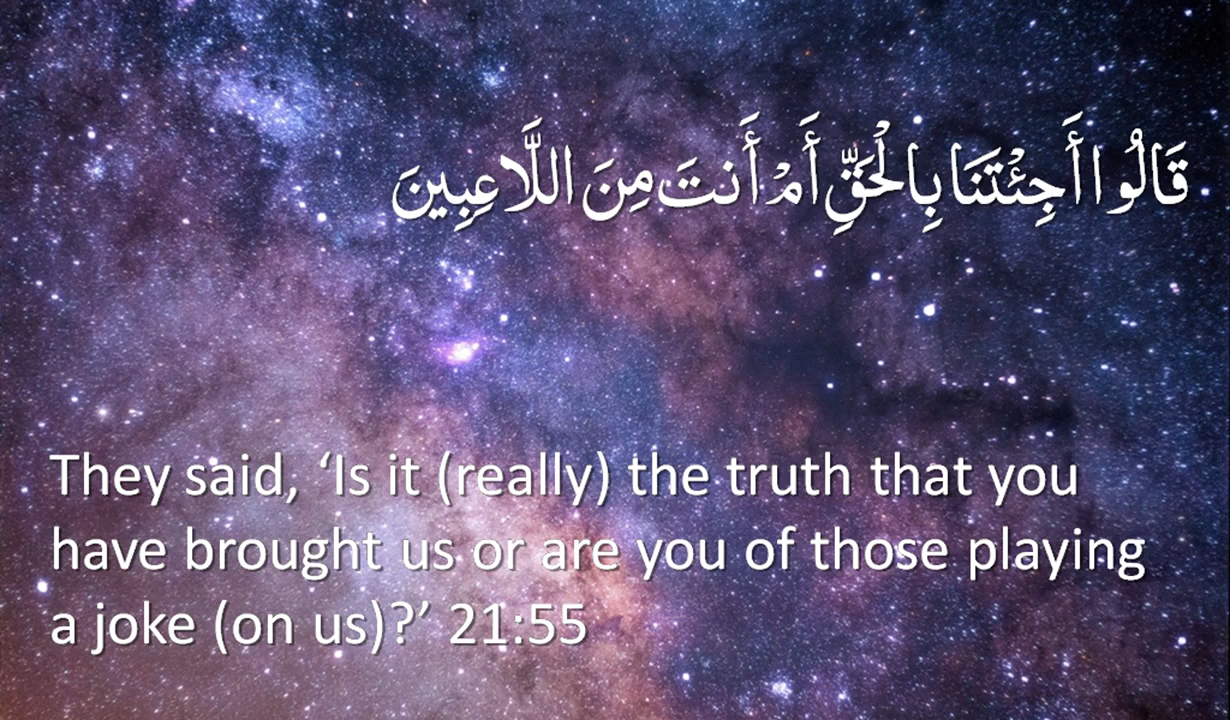 قَالُوا أَجِئْتَنَا بِالْحَقِّ أَمْ أَنتَ مِنَ اللَّاعِبِينَ
They said, ‘Is it (really) the truth that you
have brought us or are you of those playing
a joke (on us)?’ 21:55